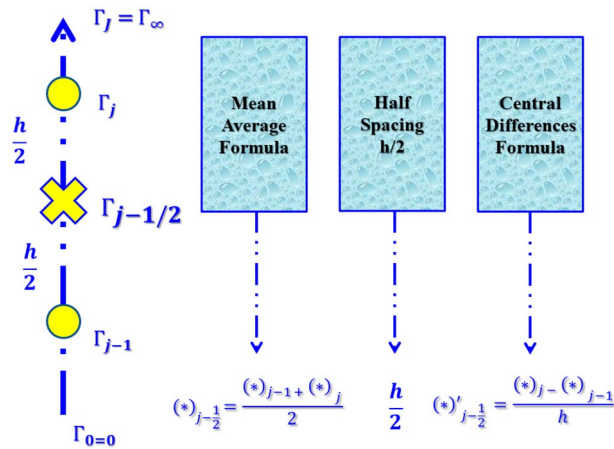 Γ_J = Γ_∞
Γ_j
h/2
Γ_{j−1/2}
h/2
Γ_{j−1}
Γ_{0=0}
Mean
Average
Formula
Half
Spacing
h/2
Central
Differences
Formula
(*)_{j−1/2} = ((*)_{j−1 +} (*)_j)/2
h/2
(*)′_{j−1/2} = ((*)_{j −} (*)_{j−1})/h